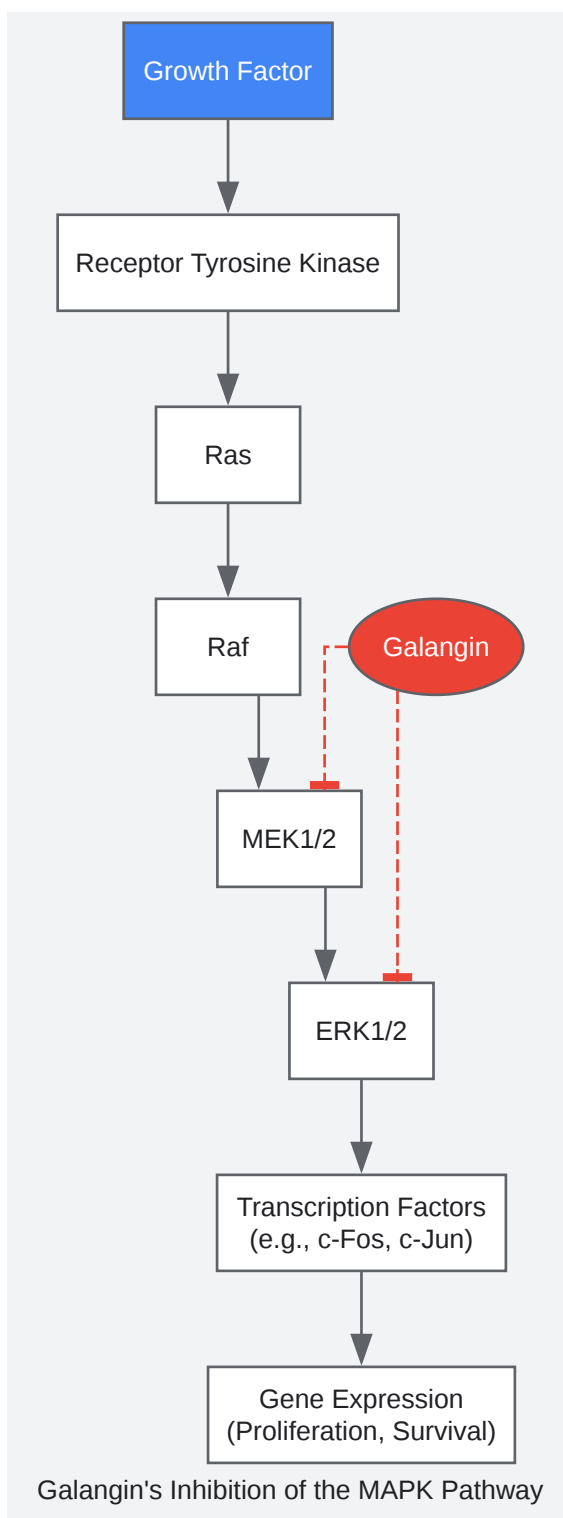 Growth Factor
Receptor Tyrosine Kinase
Ras
Raf
Galangin
MEK1/2
ERK1/2
Transcription Factors
(e.g., c-Fos, c-Jun)
Gene Expression
(Proliferation, Survival)
Galangin's Inhibition of the MAPK Pathway